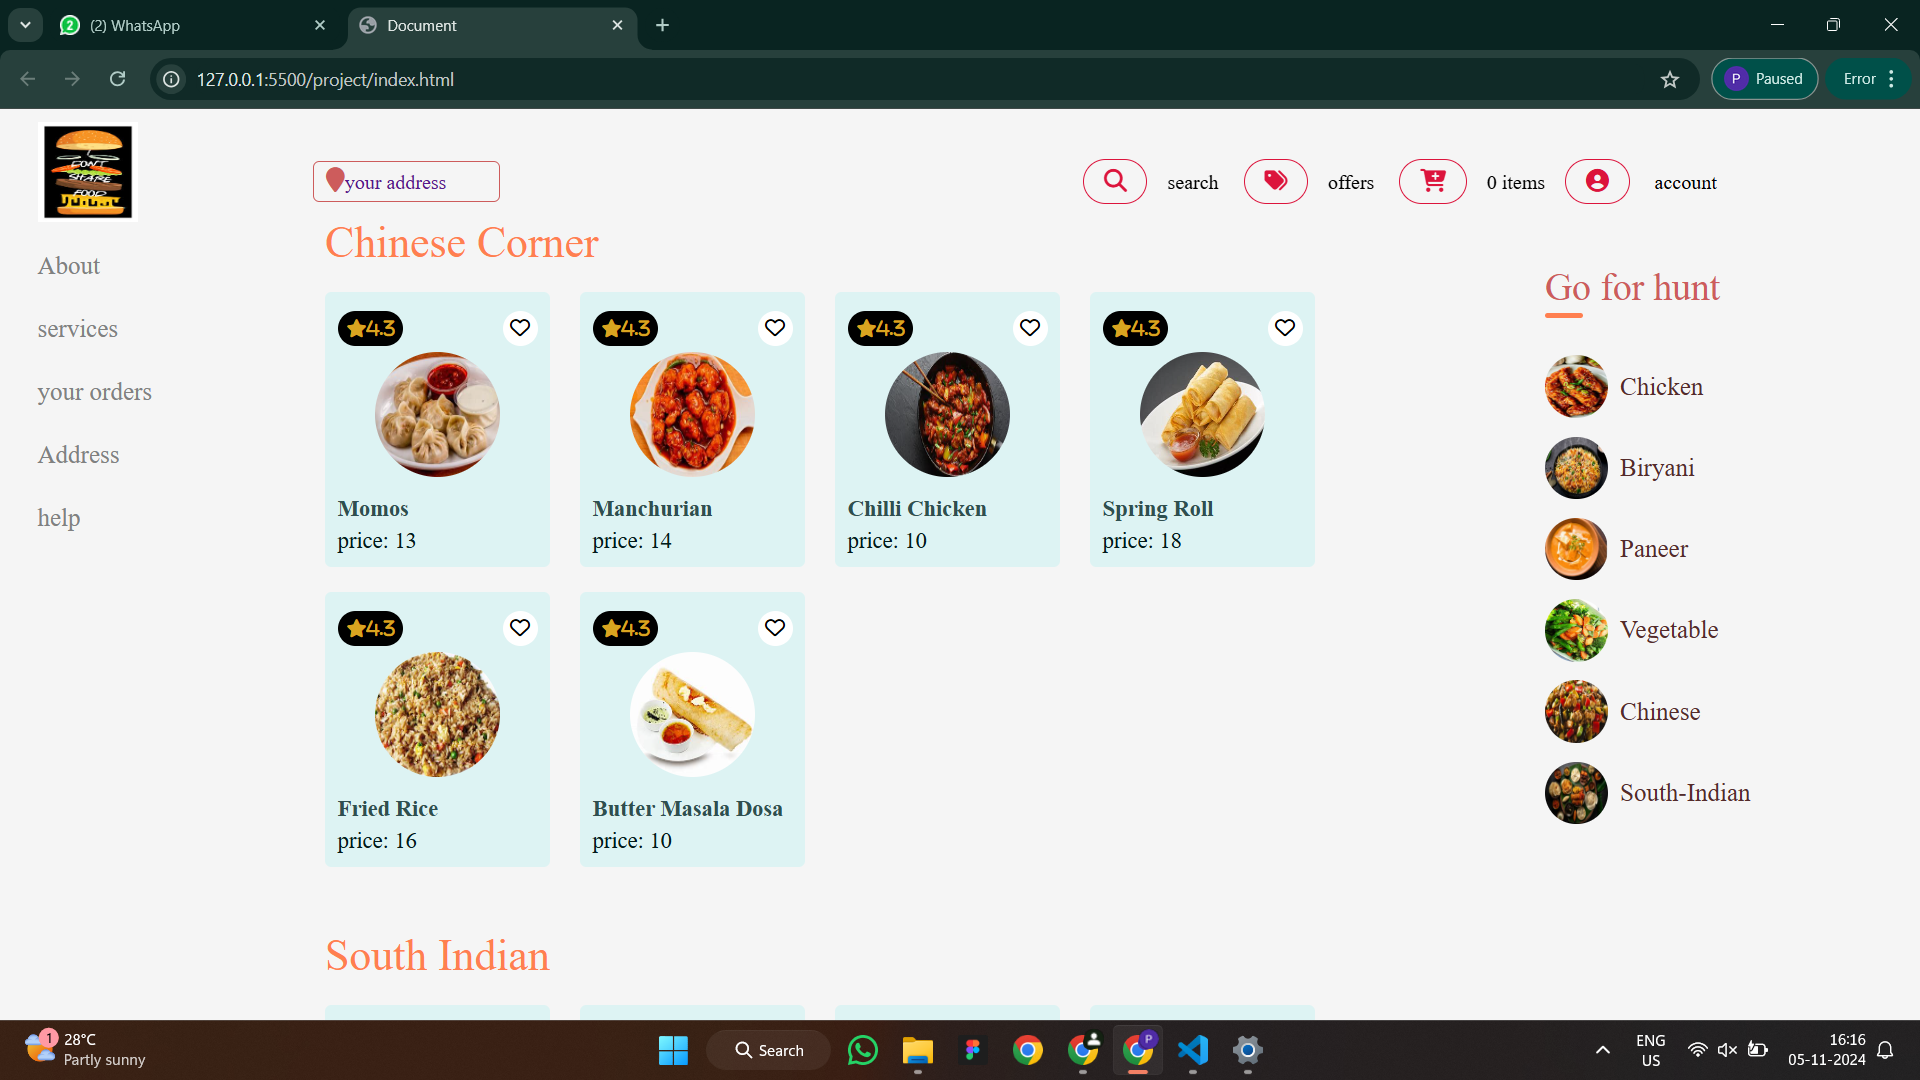 2 (2) WhatsApp
Document
127.0.0.1:5500/project/index.html
P Paused
Error
DON'T
SHARE
FOOD
your address
search
offers
0 items
account
About
services
your orders
Address
help
Chinese Corner
4.3
4.3
4.3
4.3
Momos
Manchurian
Chilli Chicken
Spring Roll
price: 13
price: 14
price: 10
price: 18
4.3
4.3
Fried Rice
Butter Masala Dosa
price: 16
price: 10
South Indian
Go for hunt
Chicken
Biryani
Paneer
Vegetable
Chinese
South-Indian
1
28°C
Partly sunny
Search
P
ENG
US
16:16
05-11-2024